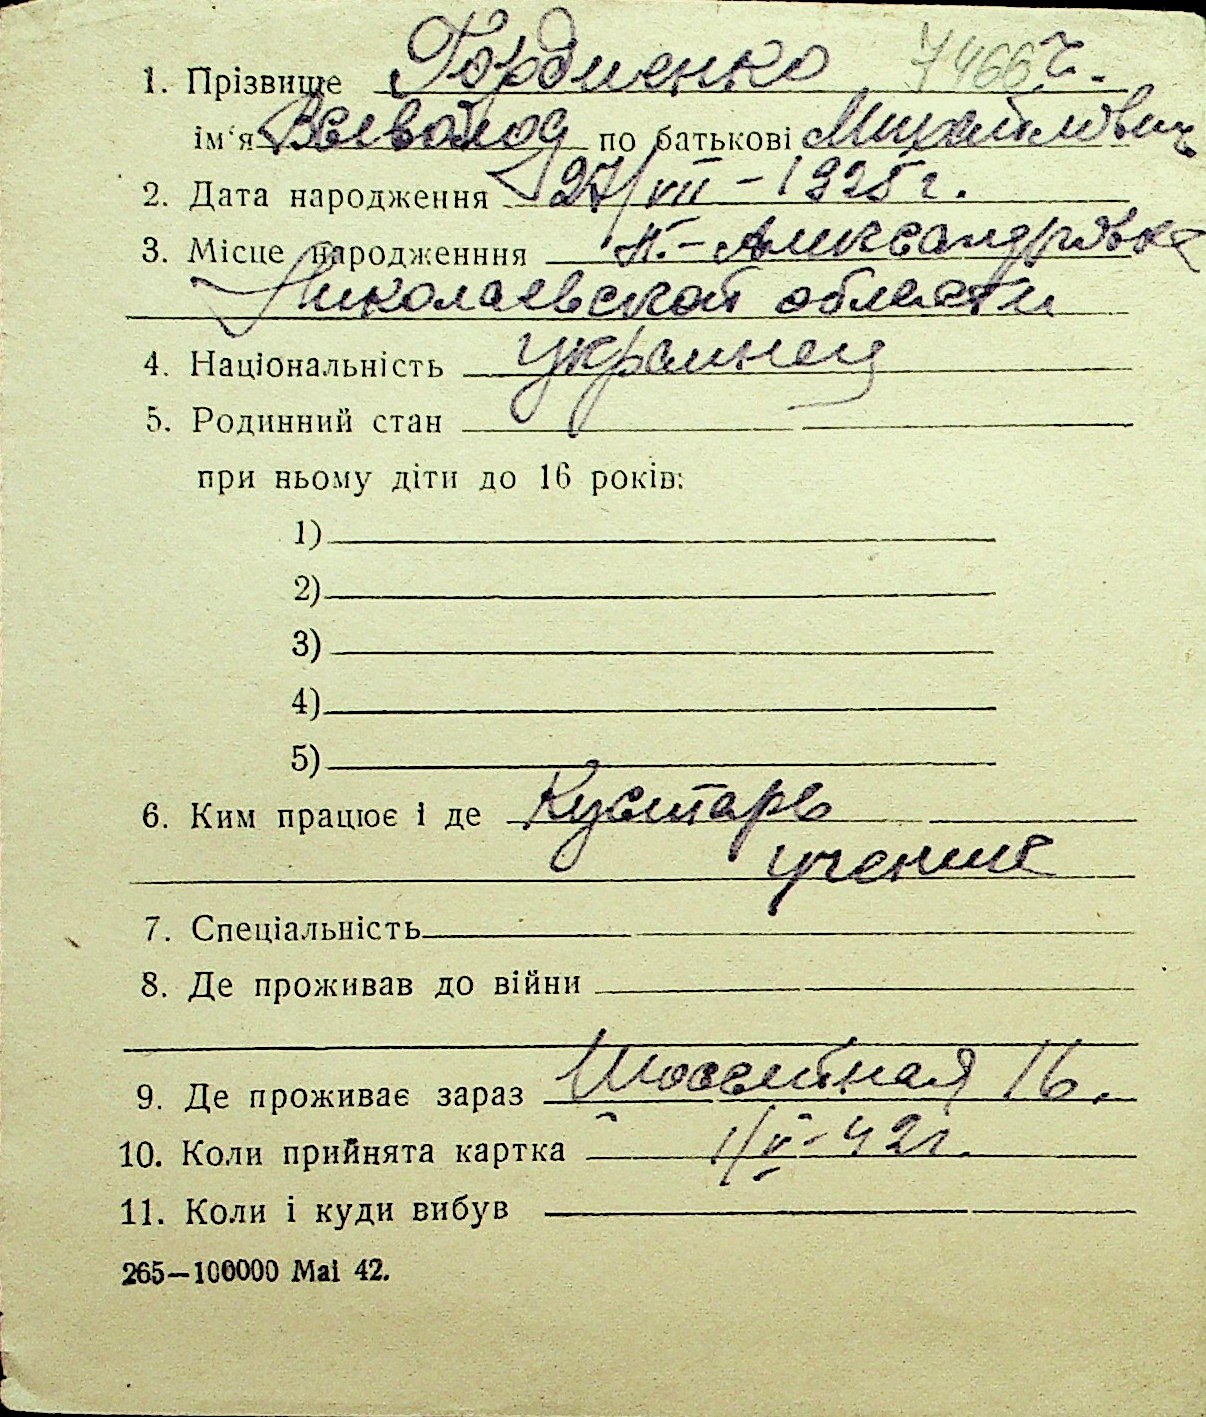 1. Прізвище Гордиенко 7466 г.
ім'я Всеволод по батькові Михайлович
2. Дата народження 27/VII – 1925 г.
3. Місце народженння Н.-Александровка
Николаевской области
4. Національність украинец
5. Родинний стан
при ньому діти до 16 років:
1)
2)
3)
4)
5)
6. Ким працює і де Кустарь
учение
7. Спеціальність
8. Де проживав до війни
9. Де проживає зараз Шоссейная 16.
10. Коли прийнята картка 1/V-42г.
11. Коли і куди вибув
265—100000 Mai 42.